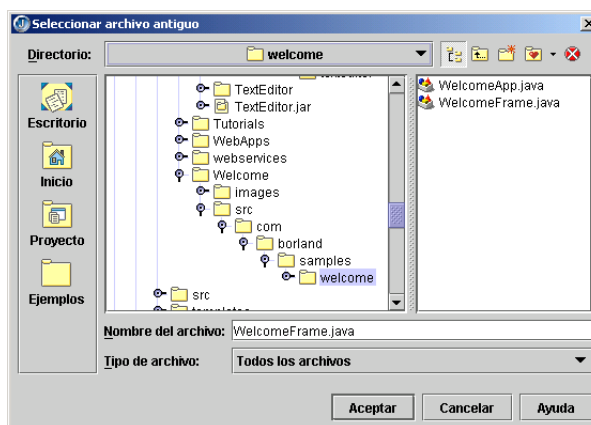 Seleccionar archivo antiguo
Directorio:
welcome
Escritorio
Inicio
Proyecto
Ejemplos
TextEditor
TextEditor.jar
Tutorials
WebApps
webservices
Welcome
images
src
com
borland
samples
welcome
src
WelcomeApp.java
WelcomeFrame.java
Nombre del archivo: WelcomeFrame.java
Tipo de archivo: Todos los archivos
Aceptar Cancelar Ayuda